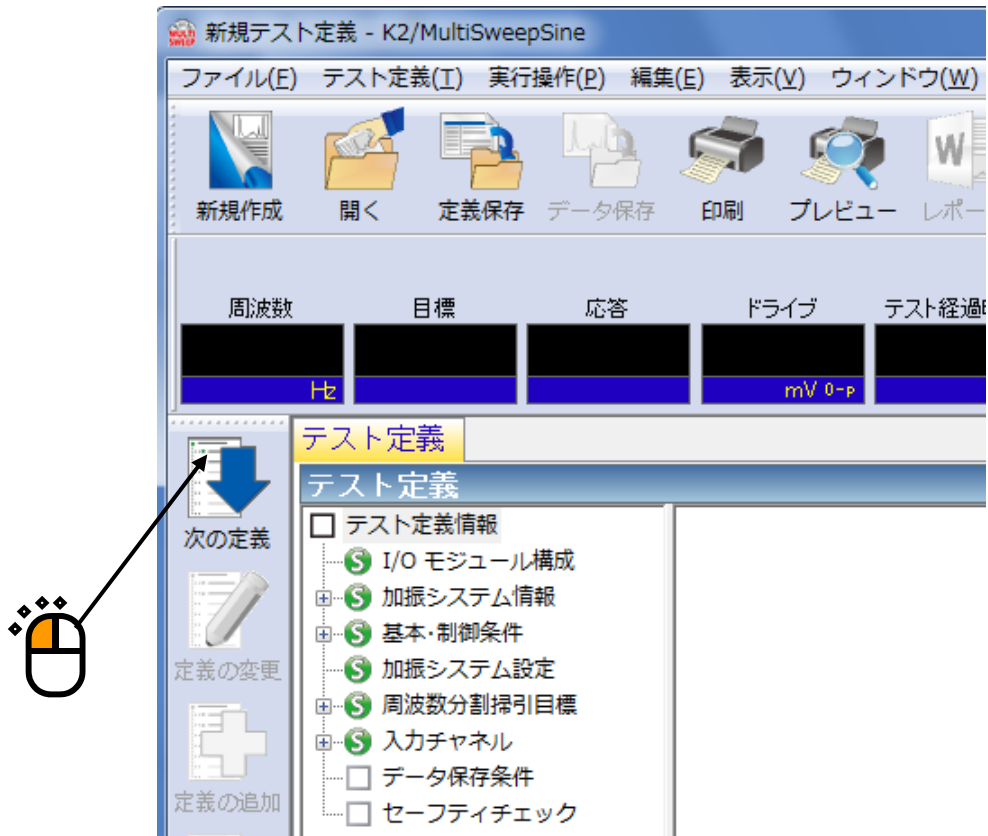 新規テスト定義 - K2/MultiSweepSine
ファイル(F) テスト定義(T) 実行操作(P) 編集(E) 表示(V) ウィンドウ(W)
新規作成 開く 定義保存 データ保存 印刷 プレビュー レポー
周波数 目標 応答 ドライブ テスト経過
Hz mV 0-p
テスト定義
テスト定義
次の定義
定義の変更
定義の追加
テスト定義情報
S I/O モジュール構成
S 加振システム情報
S 基本・制御条件
S 加振システム設定
S 周波数分割掃引目標
S 入力チャネル
データ保存条件
セーフティチェック